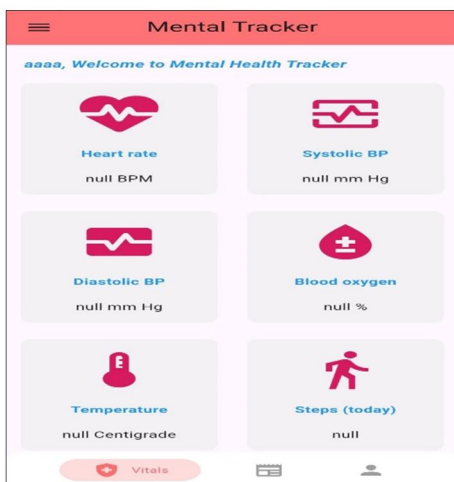 Mental Tracker
aaaa, Welcome to Mental Health Tracker
Heart rate
null BPM
Systolic BP
null mm Hg
Diastolic BP
null mm Hg
Blood oxygen
null %
Temperature
null Centigrade
Steps (today)
null
Vitals